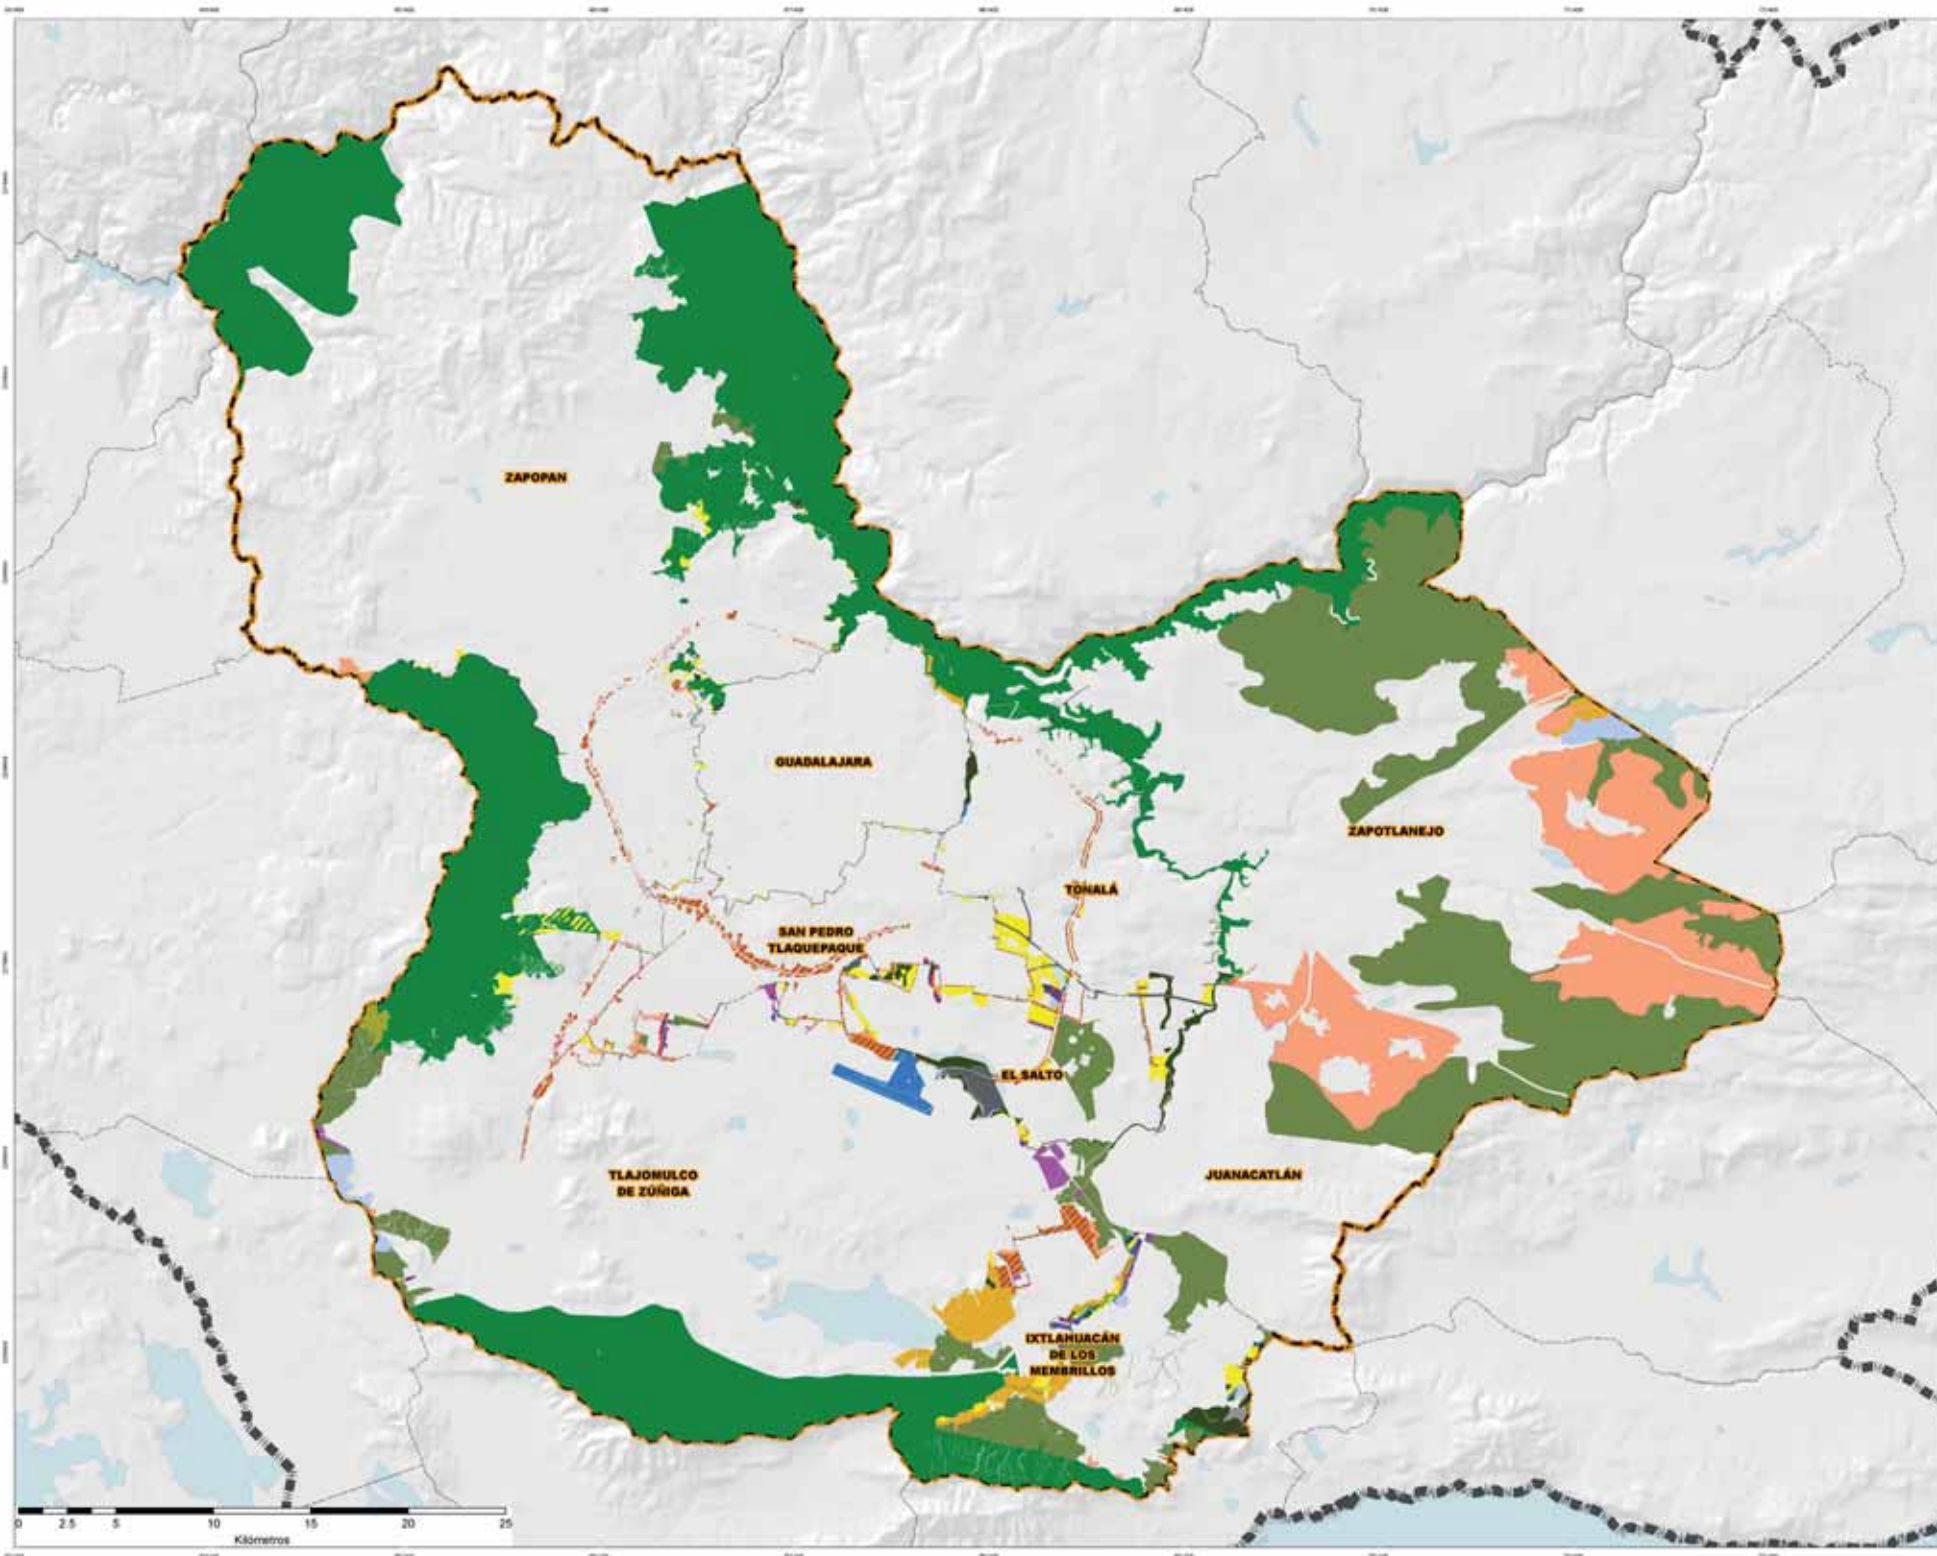 ZAPOPAN
GUADALAJARA
ZAPOTLANEJO
TONALÁ
SAN PEDRO
TLAQUEPAQUE
EL SALTO
TLAJOMULCO
DE ZÚÑIGA
JUANACATLÁN
IXTLAHUACÁN
DE LOS
MEMBRILLOS
0 2.5 5 10 15 20 25
Kilómetros